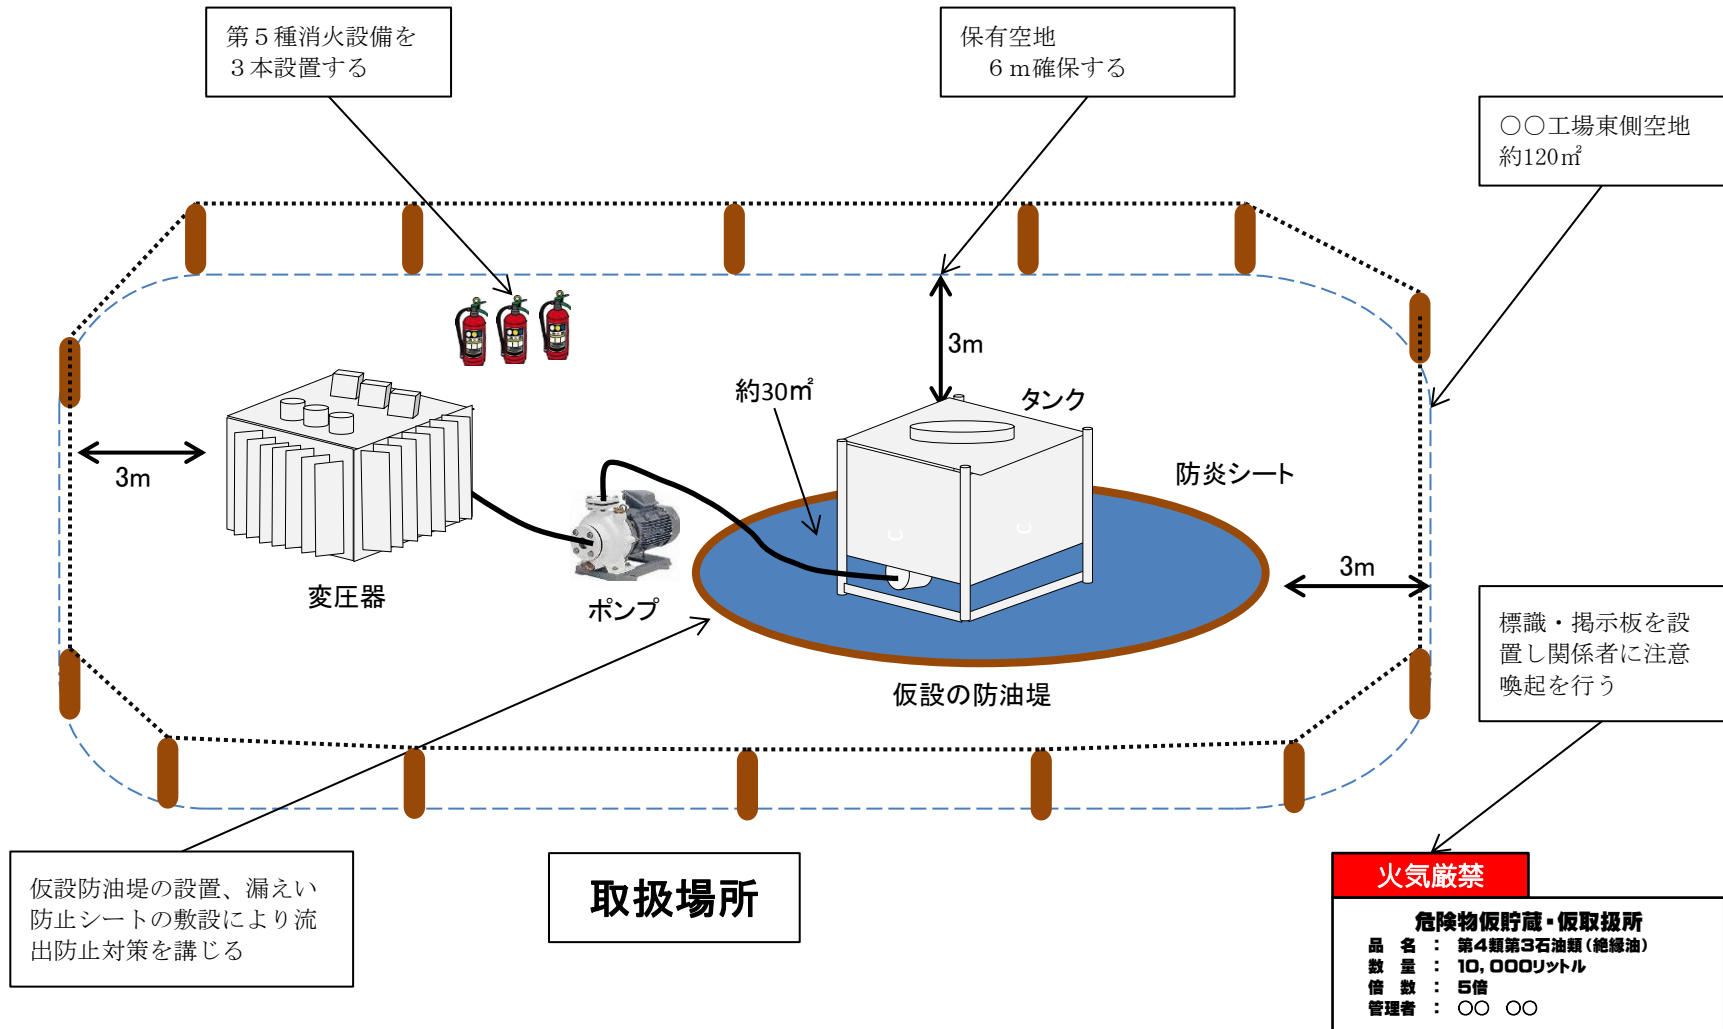 第５種消火設備を
３本設置する
保有空地
６ｍ確保する
○○工場東側空地
約120㎡
3m
約30㎡
タンク
3m
防炎シート
変圧器
ポンプ
3m
仮設の防油堤
標識・掲示板を設
置し関係者に注意
喚起を行う
仮設防油堤の設置、漏えい
防止シートの敷設により流
出防止対策を講じる
取扱場所
火気厳禁
危険物仮貯蔵・仮取扱所
品　名　：　第4類第3石油類（絶縁油）
数　量　：　10，000リットル
倍　数　：　5倍
管理者　：　○○　○○